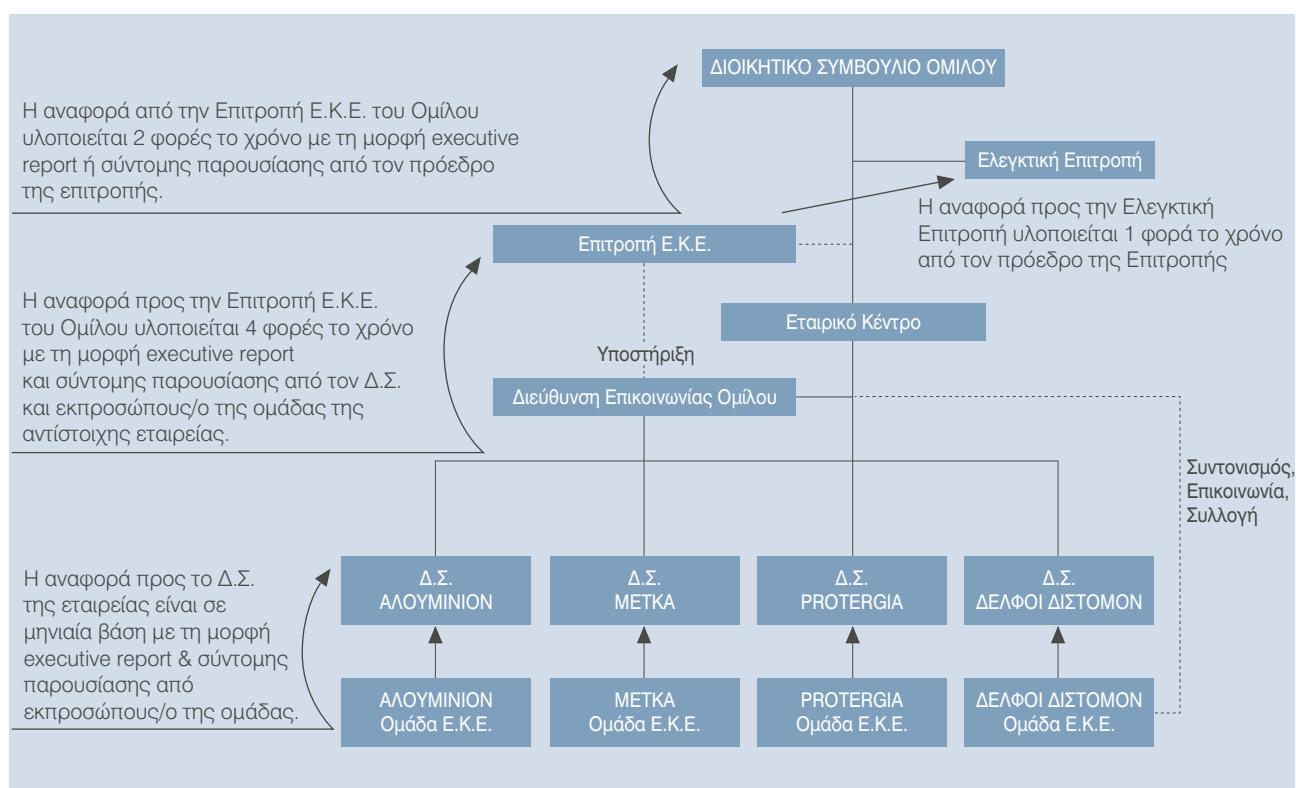 ΔΙΟΙΚΗΤΙΚΟ ΣΥΜΒΟΥΛΙΟ ΟΜΙΛΟΥ
Η αναφορά από την Επιτροπή Ε.Κ.Ε. του Ομίλου
υλοποιείται 2 φορές το χρόνο με τη μορφή executive
report ή σύντομης παρουσίασης από τον πρόεδρο
της επιτροπής.
Ελεγκτική Επιτροπή
Η αναφορά προς την Ελεγκτική
Επιτροπή υλοποιείται 1 φορά το χρόνο
από τον πρόεδρο της Επιτροπής
Επιτροπή Ε.Κ.Ε.
Η αναφορά προς την Επιτροπή Ε.Κ.Ε.
του Ομίλου υλοποιείται 4 φορές το χρόνο
με τη μορφή executive report
και σύντομης παρουσίασης από τον Δ.Σ.
και εκπροσώπους/ο της ομάδας της
αντίστοιχης εταιρείας.
Εταιρικό Κέντρο
Υποστήριξη
Διεύθυνση Επικοινωνίας Ομίλου
Συντονισμός,
Επικοινωνία,
Συλλογή
Η αναφορά προς το Δ.Σ.
της εταιρείας είναι σε
μηνιαία βάση με τη μορφή
executive report & σύντομης
παρουσίασης από
εκπροσώπους/ο της ομάδας.
Δ.Σ.
ΑΛΟΥΜΙΝΙΟΝ
Δ.Σ.
ΜΕΤΚΑ
Δ.Σ.
PROTERGIA
Δ.Σ.
ΔΕΛΦΟΙ ΔΙΣΤΟΜΟΝ
ΑΛΟΥΜΙΝΙΟΝ
Ομάδα Ε.Κ.Ε.
ΜΕΤΚΑ
Ομάδα Ε.Κ.Ε.
PROTERGIA
Ομάδα Ε.Κ.Ε.
ΔΕΛΦΟΙ ΔΙΣΤΟΜΟΝ
Ομάδα Ε.Κ.Ε.